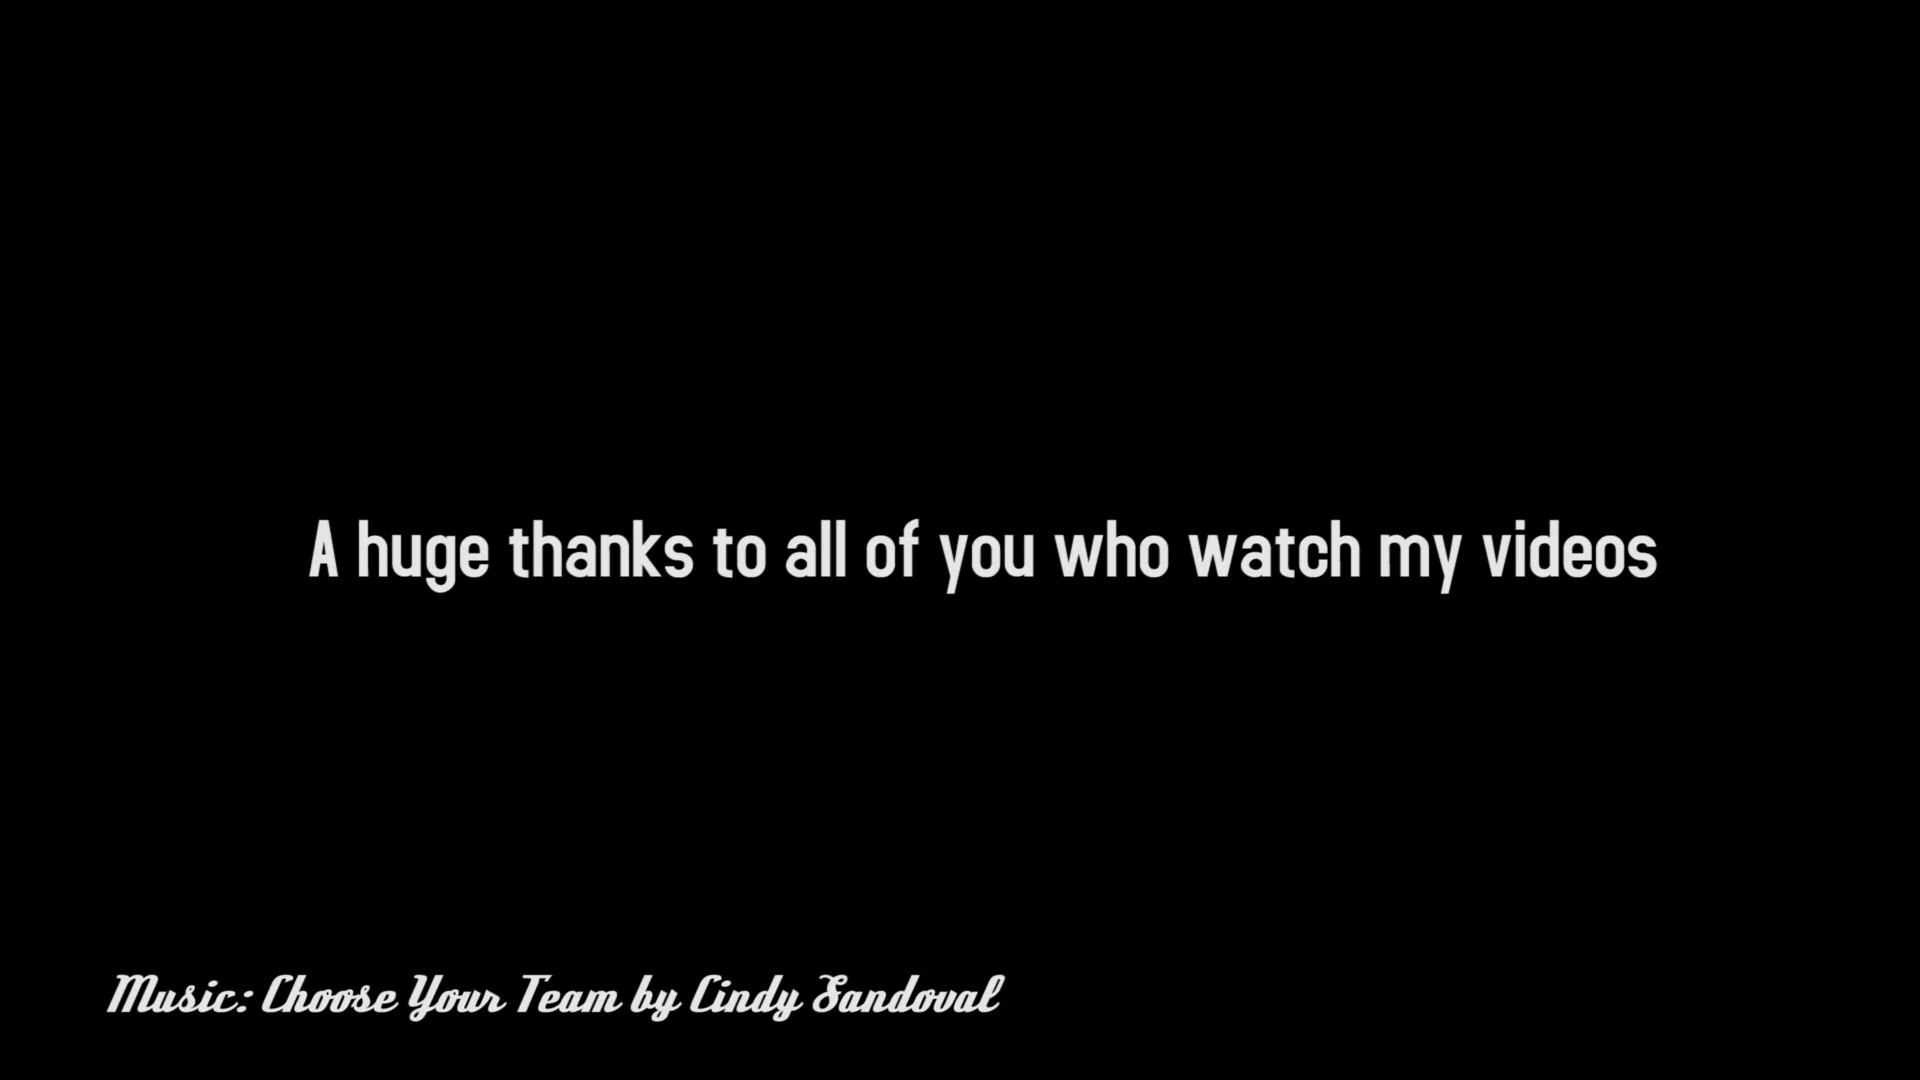 A huge thanks to all of you who watch my videos
Music: Choose Your Team by Cindy Sandoval